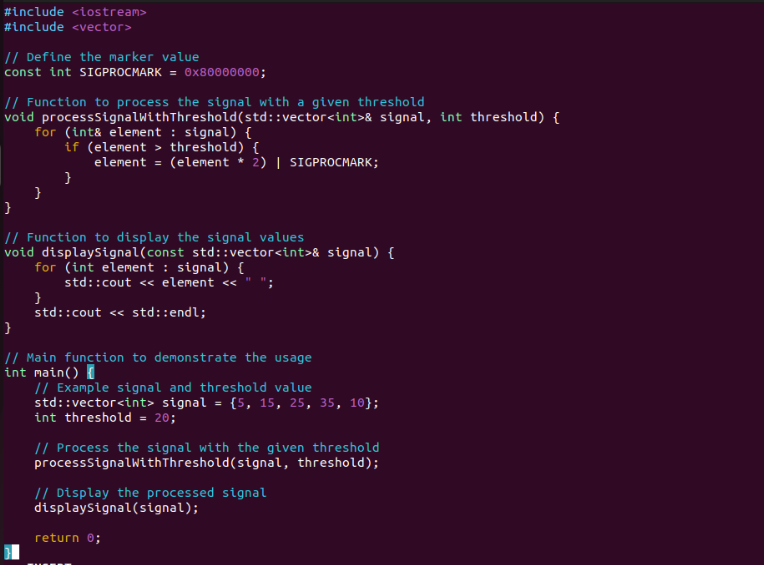 #include <iostream>
#include <vector>

// Define the marker value
const int SIGPROCMARK = 0x80000000;

// Function to process the signal with a given threshold
void processSignalWithThreshold(std::vector<int>& signal, int threshold) {
    for (int& element : signal) {
        if (element > threshold) {
            element = (element * 2) | SIGPROCMARK;
        }
    }
}

// Function to display the signal values
void displaySignal(const std::vector<int>& signal) {
    for (int element : signal) {
        std::cout << element << " ";
    }
    std::cout << std::endl;
}

// Main function to demonstrate the usage
int main() {
    // Example signal and threshold value
    std::vector<int> signal = {5, 15, 25, 35, 10};
    int threshold = 20;

    // Process the signal with the given threshold
    processSignalWithThreshold(signal, threshold);

    // Display the processed signal
    displaySignal(signal);

    return 0;
}